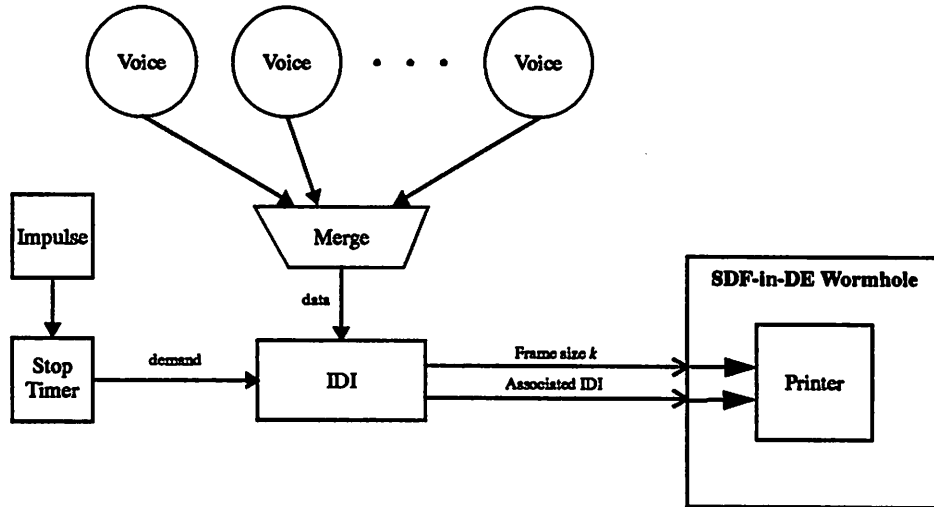 Voice
Voice
Voice
Merge
Impulse
data
SDF-in-DE Wormhole
Stop
Timer
demand
IDI
Frame size k
Associated IDI
Printer